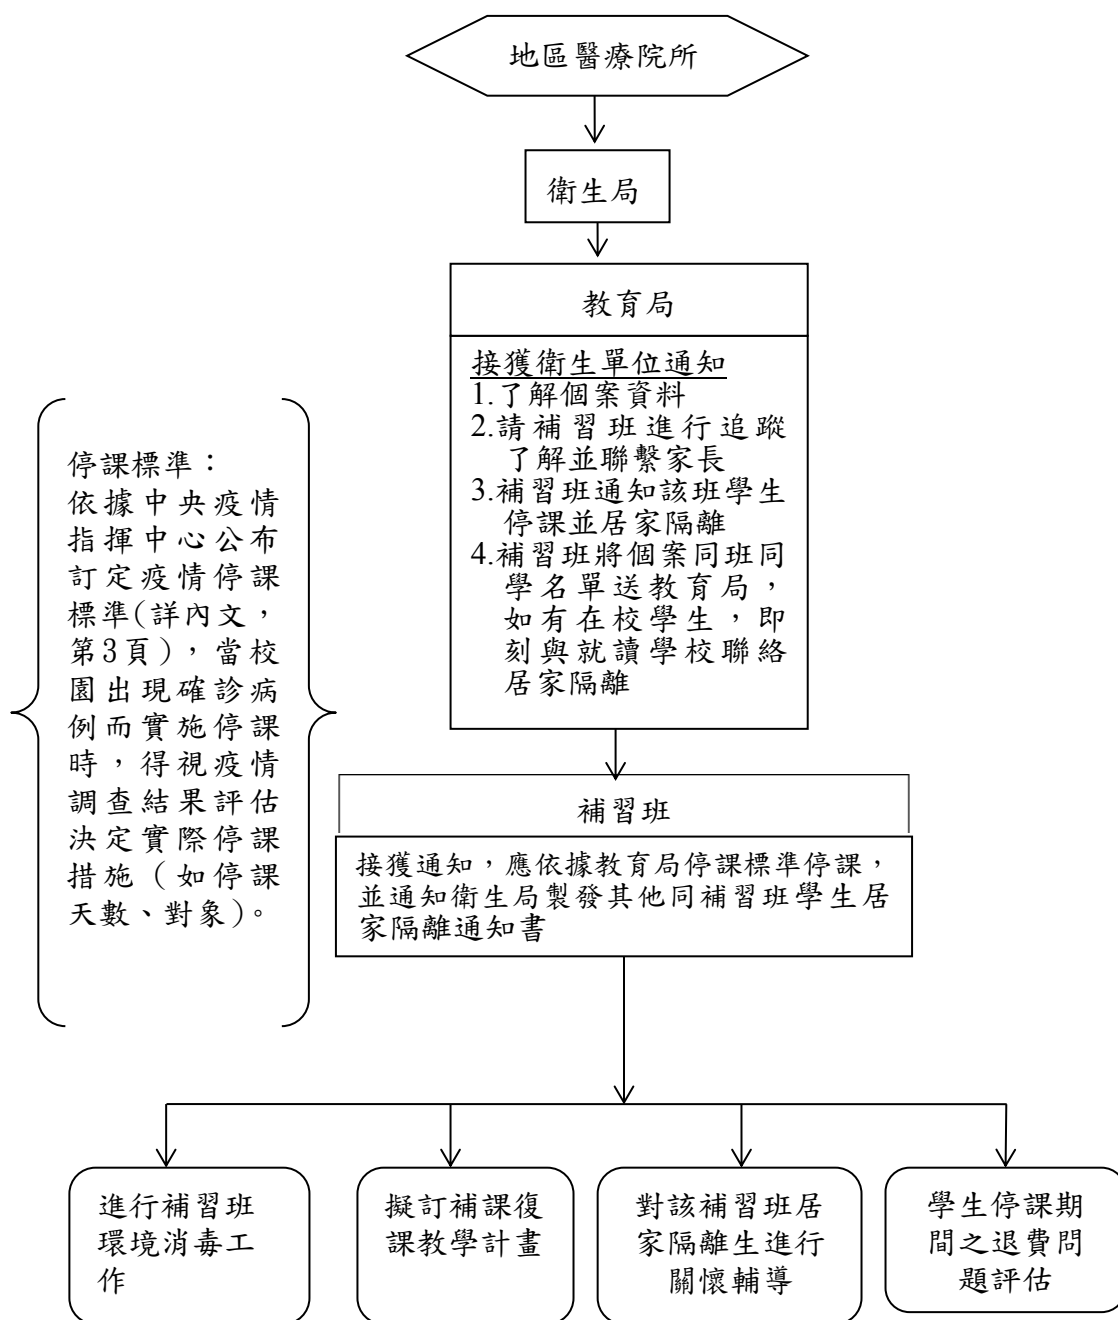 地區醫療院所
衛生局
教育局
接獲衛生單位通知
1.了解個案資料
2.請補習班進行追蹤
了解並聯繫家長
3.補習班通知該班學生
停課並居家隔離
4.補習班將個案同班同
學名單送教育局，
如有在校學生，即
刻與就讀學校聯絡
居家隔離
停課標準：
依據中央疫情
指揮中心公布
訂定疫情停課
標準(詳內文，
第3頁)，當校
園出現確診病
例而實施停課
時，得視疫情
調查結果評估
決定實際停課
措施（如停課
天數、對象)。
補習班
接獲通知，應依據教育局停課標準停課，
並通知衛生局製發其他同補習班學生居
家隔離通知書
進行補習班
環境消毒工
作
擬訂補課復
課教學計畫
對該補習班居
家隔離生進行
關懷輔導
學生停課期
間之退費問
題評估